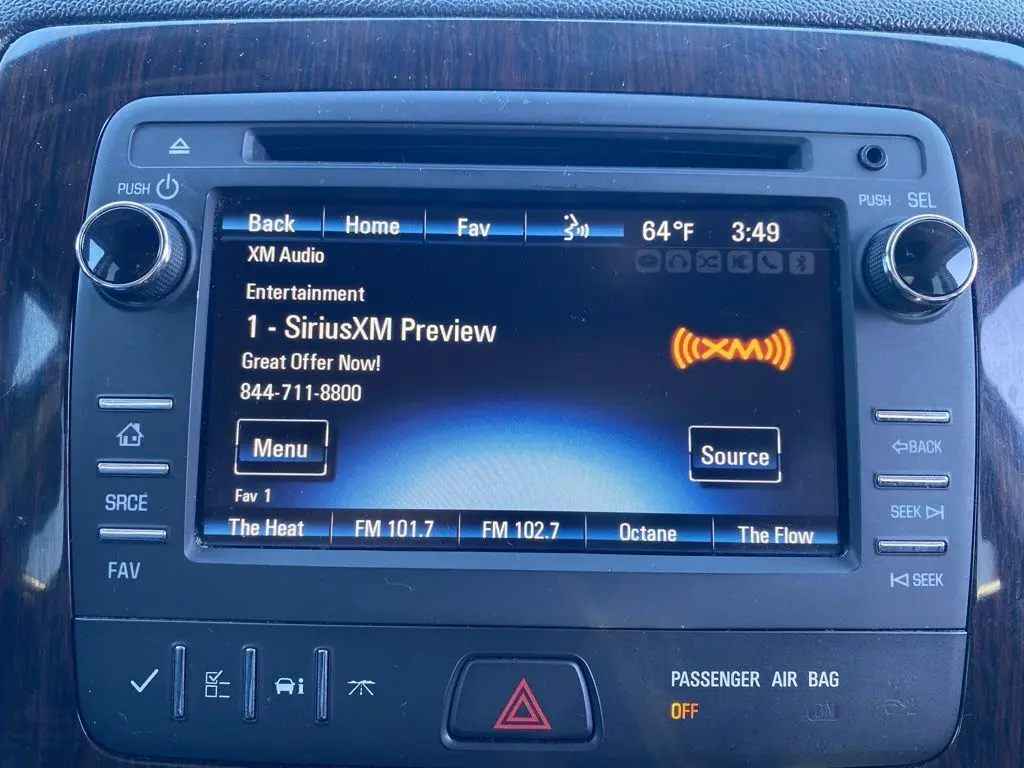 PUSH
PUSH SEL
Back Home Fav 64°F 3:49
XM Audio
Entertainment
1 - SiriusXM Preview
((XM))
Great Offer Now!
844-711-8800
Menu
Source
BACK
Fav 1
SRCE
SEEK
The Heat FM 101.7 FM 102.7 Octane The Flow
FAV
SEEK
PASSENGER AIR BAG
OFF ON